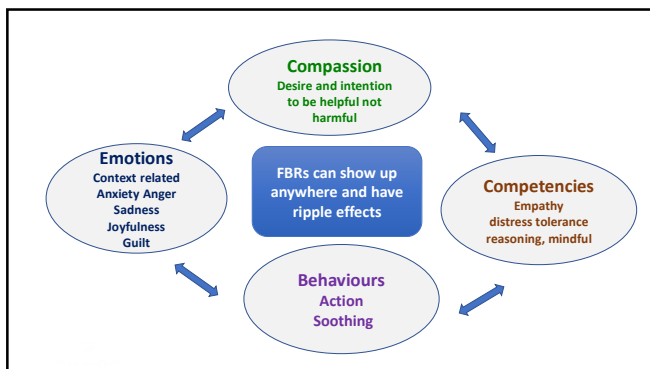 Compassion
Desire and intention
to be helpful not
harmful
Emotions
Context related
Anxiety Anger
Sadness
Joyfulness
Guilt
FBRs can show up
anywhere and have
ripple effects
Competencies
Empathy
distress tolerance
reasoning, mindful
Behaviours
Action
Soothing